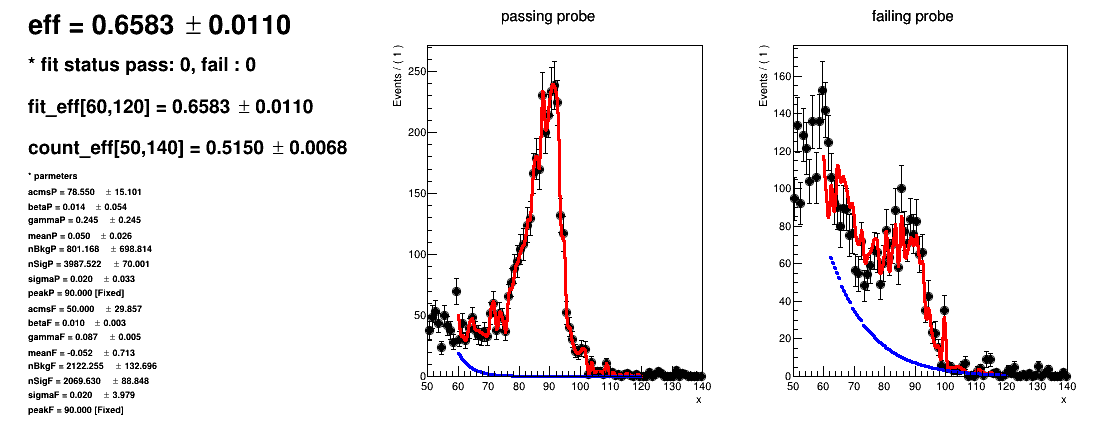 eff = 0.6583 ± 0.0110
* fit status pass: 0, fail : 0
fit_eff[60,120] = 0.6583 ± 0.0110
count_eff[50,140] = 0.5150 ± 0.0068
* parmeters
acmsP = 78.550 ± 15.101
betaP = 0.014 ± 0.054
gammaP = 0.245 ± 0.245
meanP = 0.050 ± 0.026
nBkgP = 801.168 ± 698.814
nSigP = 3987.522 ± 70.001
sigmaP = 0.020 ± 0.033
peakP = 90.000 [Fixed]
acmsF = 50.000 ± 29.857
betaF = 0.010 ± 0.003
gammaF = 0.087 ± 0.005
meanF = -0.052 ± 0.713
nBkgF = 2122.255 ± 132.696
nSigF = 2069.630 ± 88.848
sigmaF = 0.020 ± 3.979
peakF = 90.000 [Fixed]
passing probe
Events / ( 1 )
250
200
150
100
50
0
50 60 70 80 90 100 110 120 130 140
x
failing probe
Events / ( 1 )
160
140
120
100
80
60
40
20
0
50 60 70 80 90 100 110 120 130 140
x